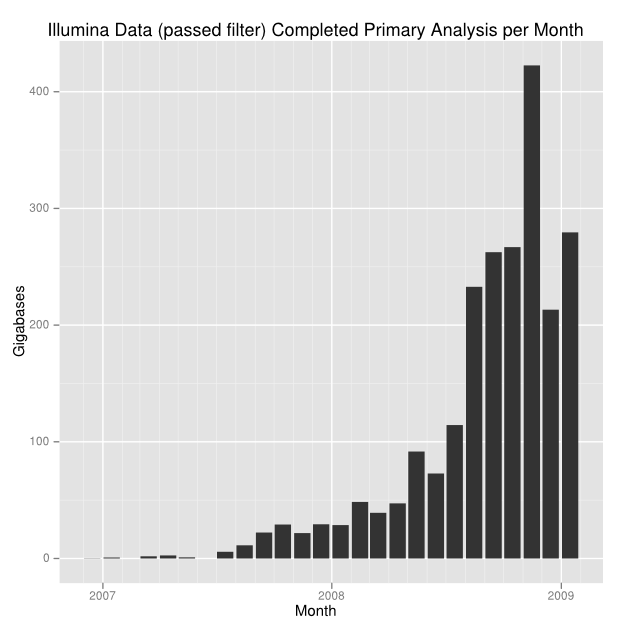 Illumina Data (passed filter) Completed Primary Analysis per Month
400
300
200
100
0
Gigabases
2007
2008
2009
Month